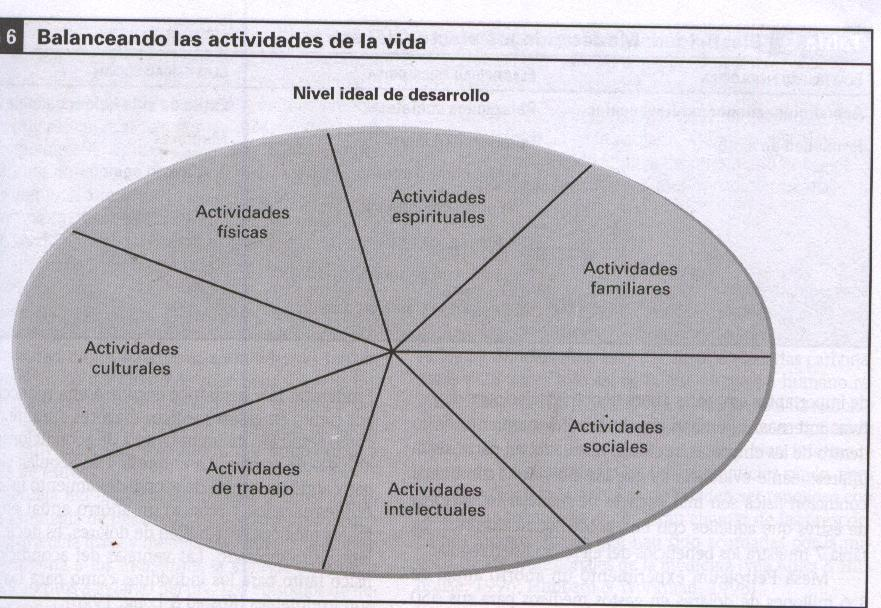 6 Balanceando las actividades de la vida
Nivel ideal de desarrollo
Actividades
espirituales
Actividades
físicas
Actividades
familiares
Actividades
culturales
Actividades
sociales
Actividades
de trabajo
Actividades
intelectuales